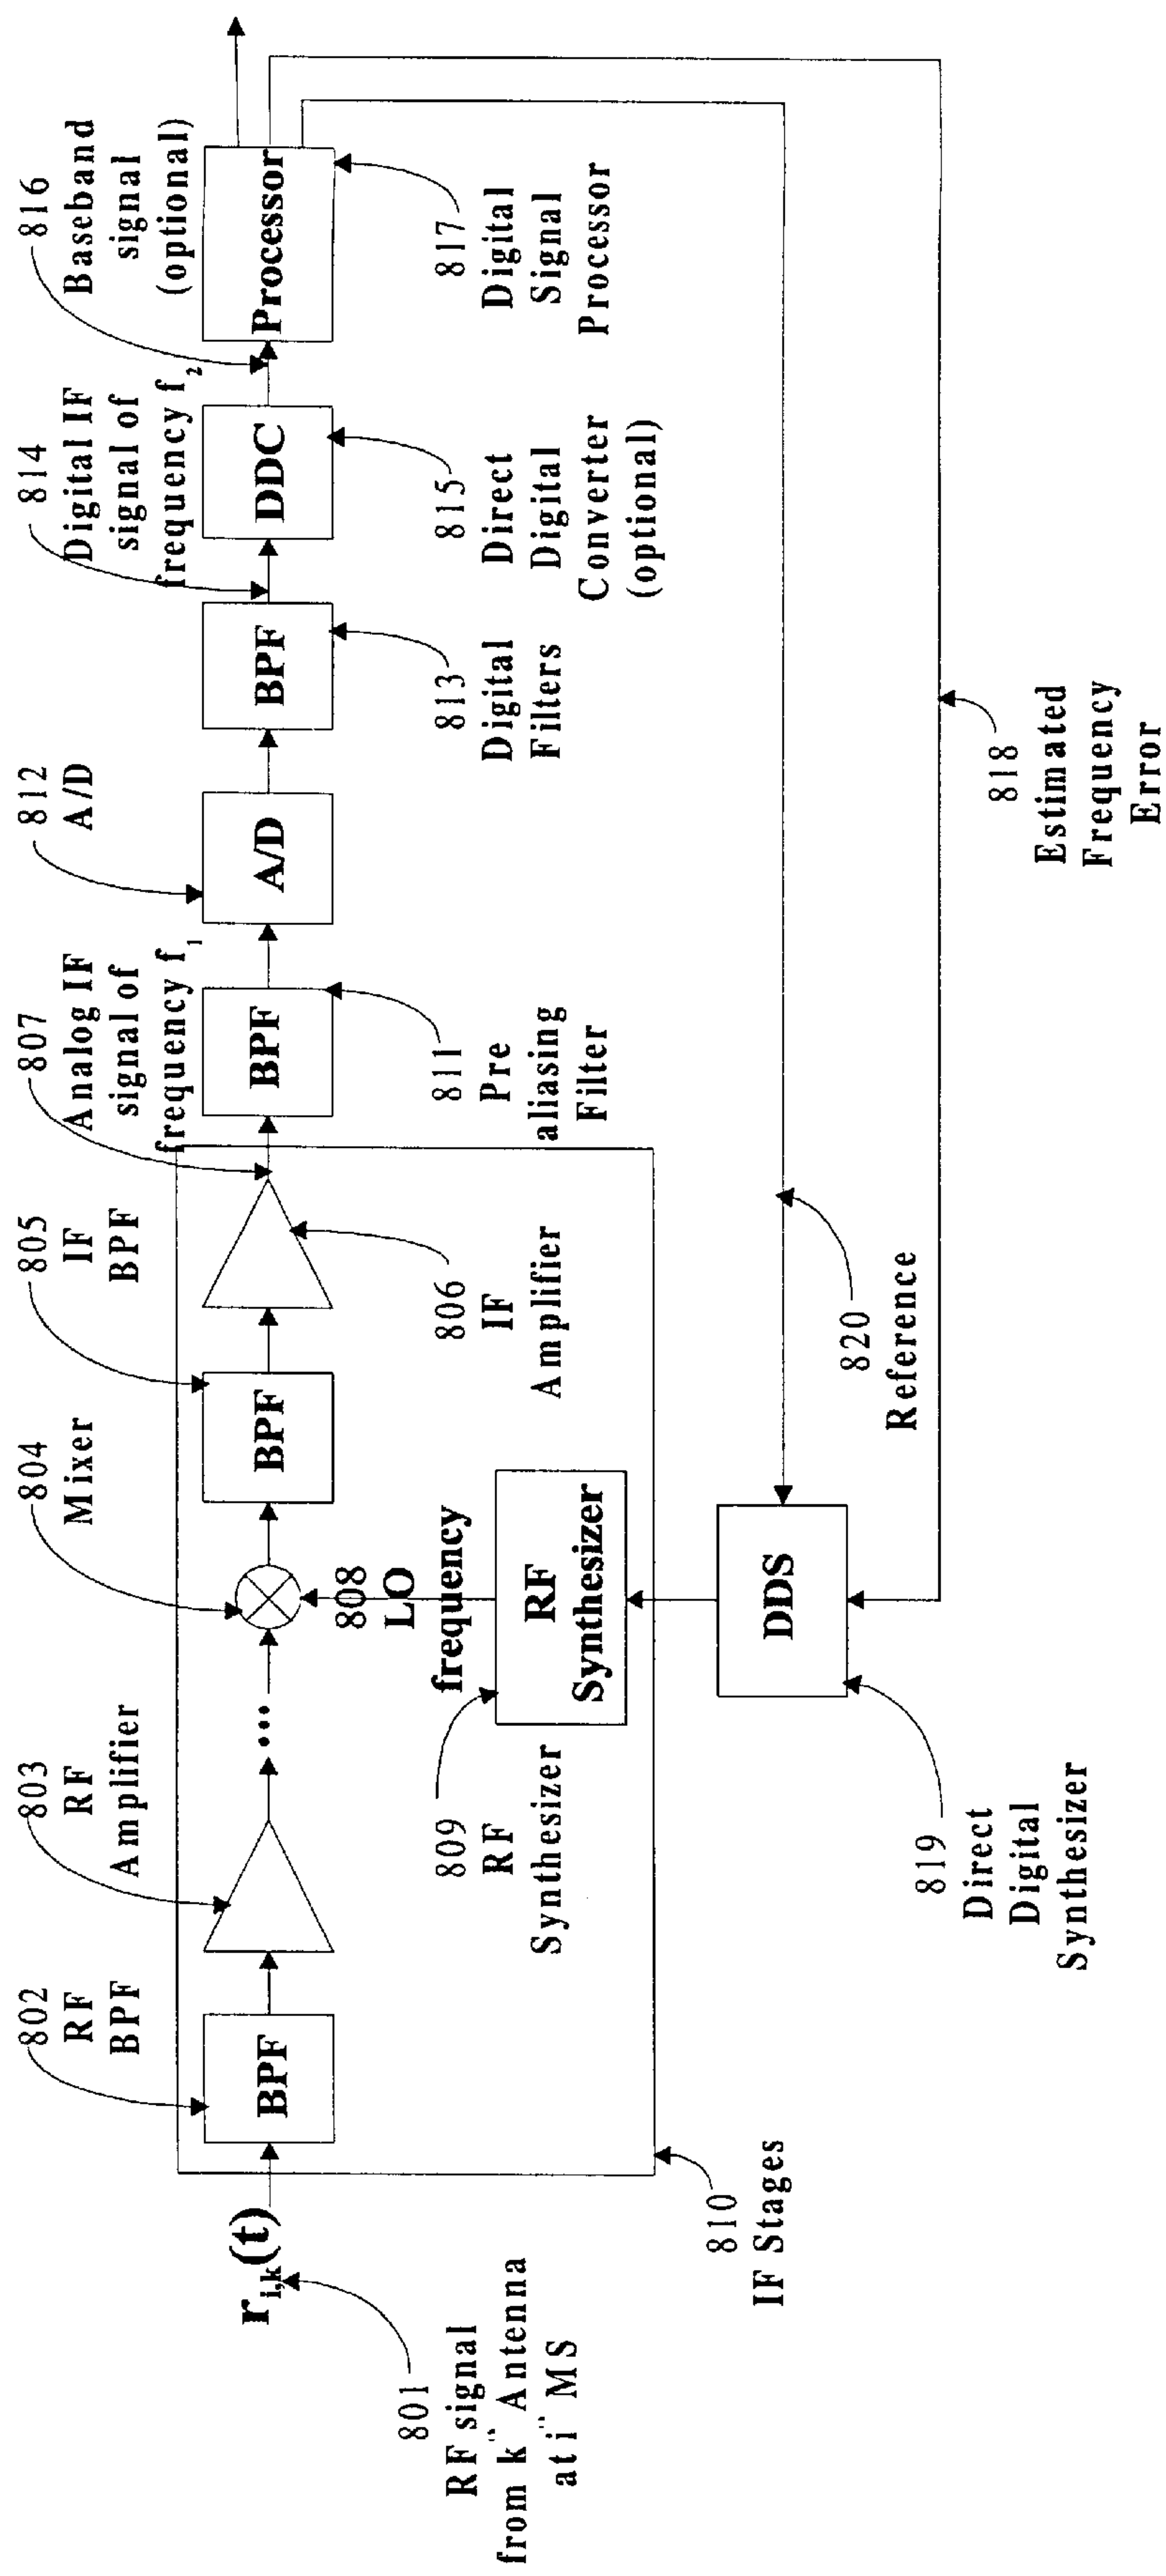 802
RF
BPF
803
RF
Amplifier
804
Mixer
805
IF
BPF
807
Analog IF
signal of
frequency f1
812
A/D
814
Digital IF
signal of
frequency f2
816
Baseband
signal
(optional)
ri,k(t)
BPF
...
BPF
BPF
A/D
BPF
DDC
Processor
801
RF signal
from k Antenna
at i MS
808
LO
frequency
RF
Synthesizer
809
RF
Synthesizer
806
IF
Amplifier
811
Pre
aliasing
Filter
813
Digital
Filters
815
Direct
Digital
Converter
(optional)
817
Digital
Signal
Processor
810
IF Stages
DDS
820
Reference
819
Direct
Digital
Synthesizer
818
Estimated
Frequency
Error